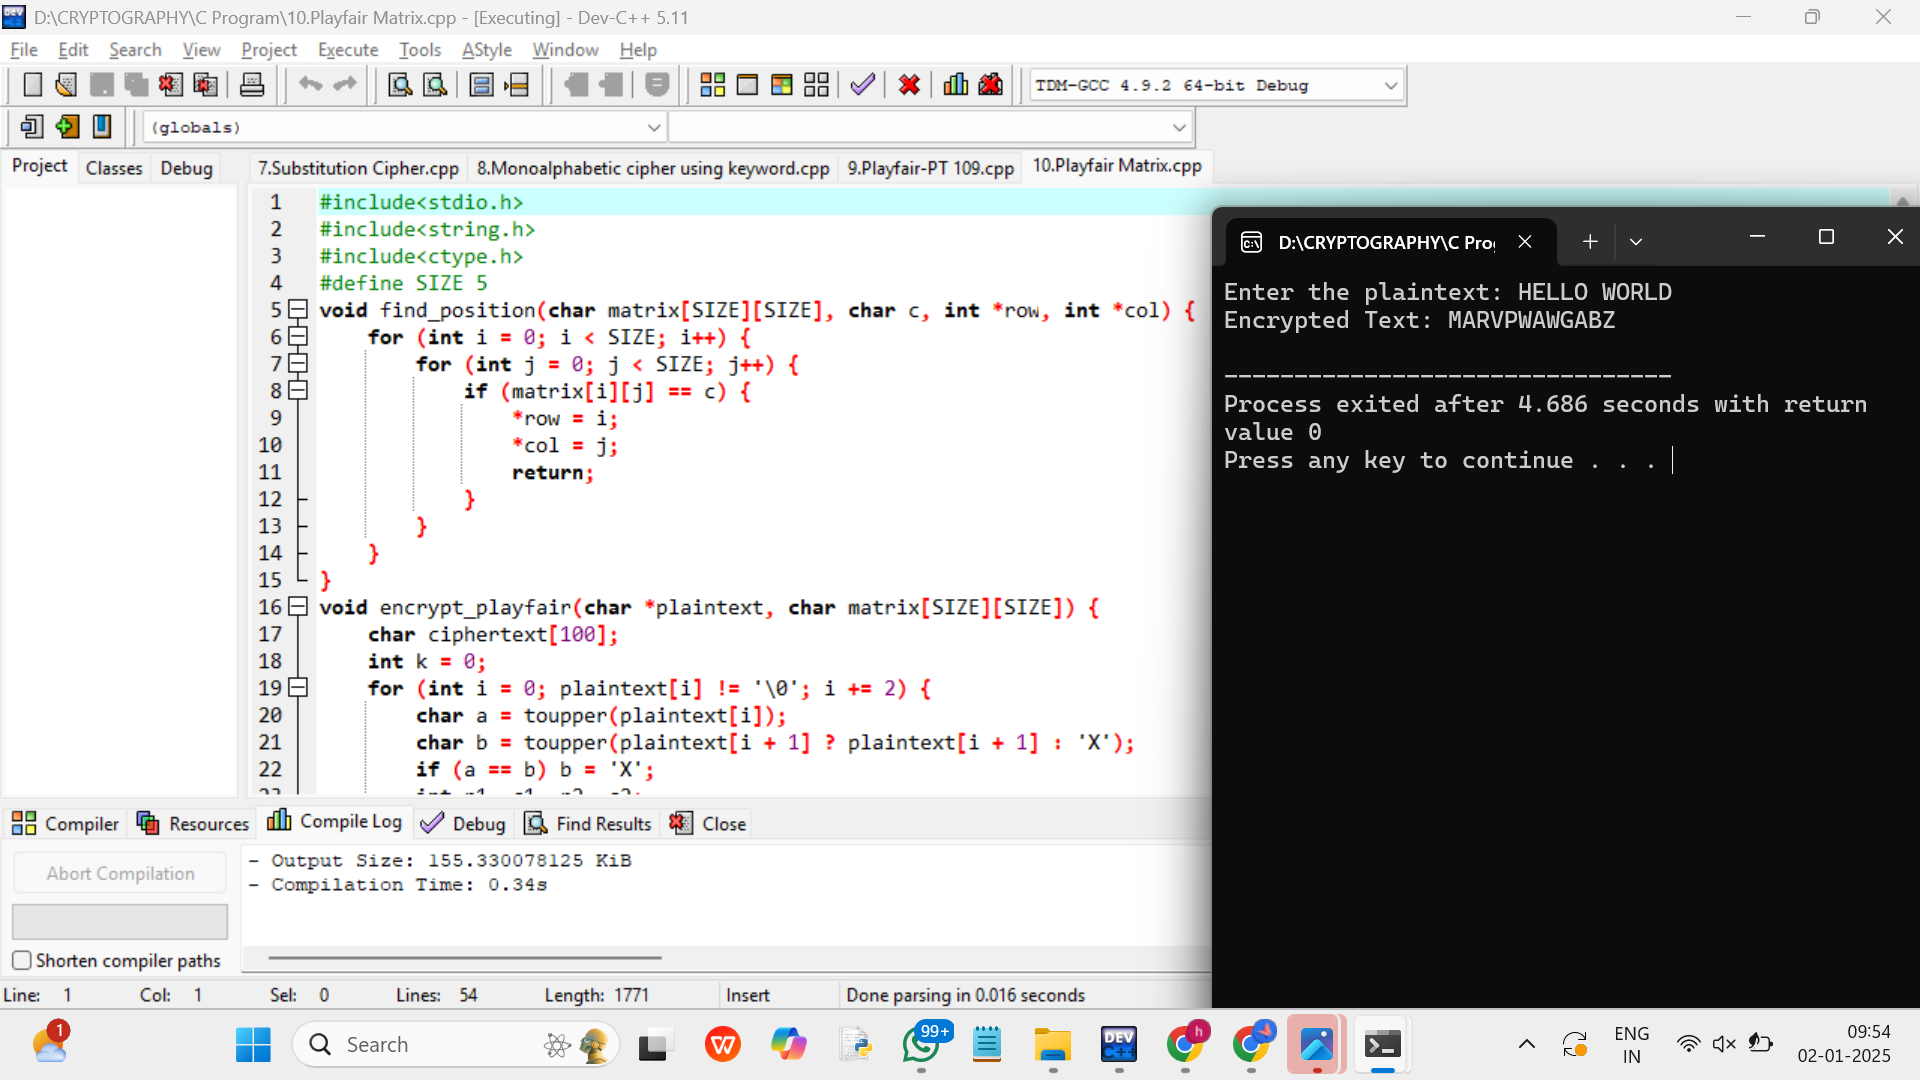 D:\CRYPTOGRAPHY\C Program\10.Playfair Matrix.cpp - [Executing] - Dev-C++ 5.11
File Edit Search View Project Execute Tools AStyle Window Help
TDM-GCC 4.9.2 64-bit Debug
(globals)
Project Classes Debug
7.Substitution Cipher.cpp 8.Monoalphabetic cipher using keyword.cpp 9.Playfair-PT 109.cpp 10.Playfair Matrix.cpp
1 #include<stdio.h>
2 #include<string.h>
3 #include<ctype.h>
4 #define SIZE 5
5 void find_position(char matrix[SIZE][SIZE], char c, int *row, int *col) {
6 for (int i = 0; i < SIZE; i++) {
7 for (int j = 0; j < SIZE; j++) {
8 if (matrix[i][j] == c) {
9 *row = i;
10 *col = j;
11 return;
12 }
13 }
14 }
15 }
16 void encrypt_playfair(char *plaintext, char matrix[SIZE][SIZE]) {
17 char ciphertext[100];
18 int k = 0;
19 for (int i = 0; plaintext[i] != '\0'; i += 2) {
20 char a = toupper(plaintext[i]);
21 char b = toupper(plaintext[i + 1] ? plaintext[i + 1] : 'X');
22 if (a == b) b = 'X';
D:\CRYPTOGRAPHY\C Pro
Enter the plaintext: HELLO WORLD
Encrypted Text: MARVPWAWGABZ
--------------------------------
Process exited after 4.686 seconds with return
value 0
Press any key to continue . . .
Compiler Resources Compile Log Debug Find Results Close
Abort Compilation
Shorten compiler paths
- Output Size: 155.330078125 KiB
- Compilation Time: 0.34s
Line: 1 Col: 1 Sel: 0 Lines: 54 Length: 1771 Insert Done parsing in 0.016 seconds
1
Search
W
99+
DEV
C++
h
ENG
IN
09:54
02-01-2025